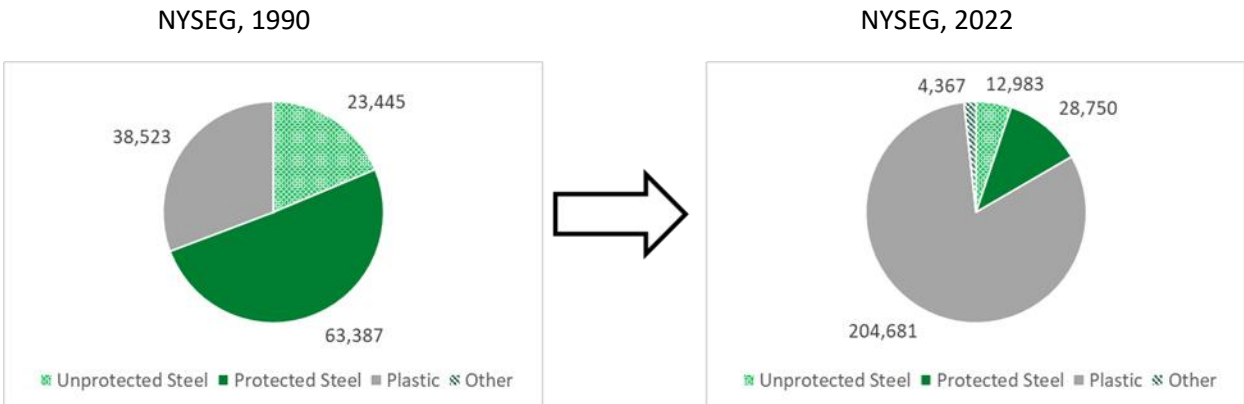 NYSEG, 1990
23,445
38,523
63,387
Unprotected Steel Protected Steel Plastic Other
NYSEG, 2022
4,367
12,983
28,750
204,681
Unprotected Steel Protected Steel Plastic Other